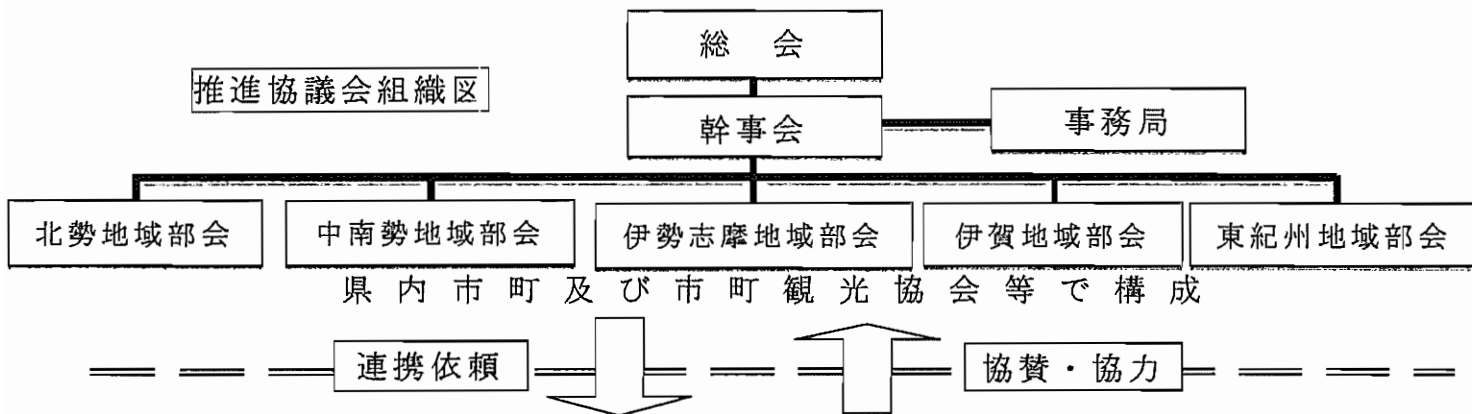 総 会
推進協議会組織区
幹事会
事務局
北勢地域部会
中南勢地域部会
伊勢志摩地域部会
伊賀地域部会
東紀州地域部会
県内市町及び市町観光協会等で構成
連携依頼
協賛・協力